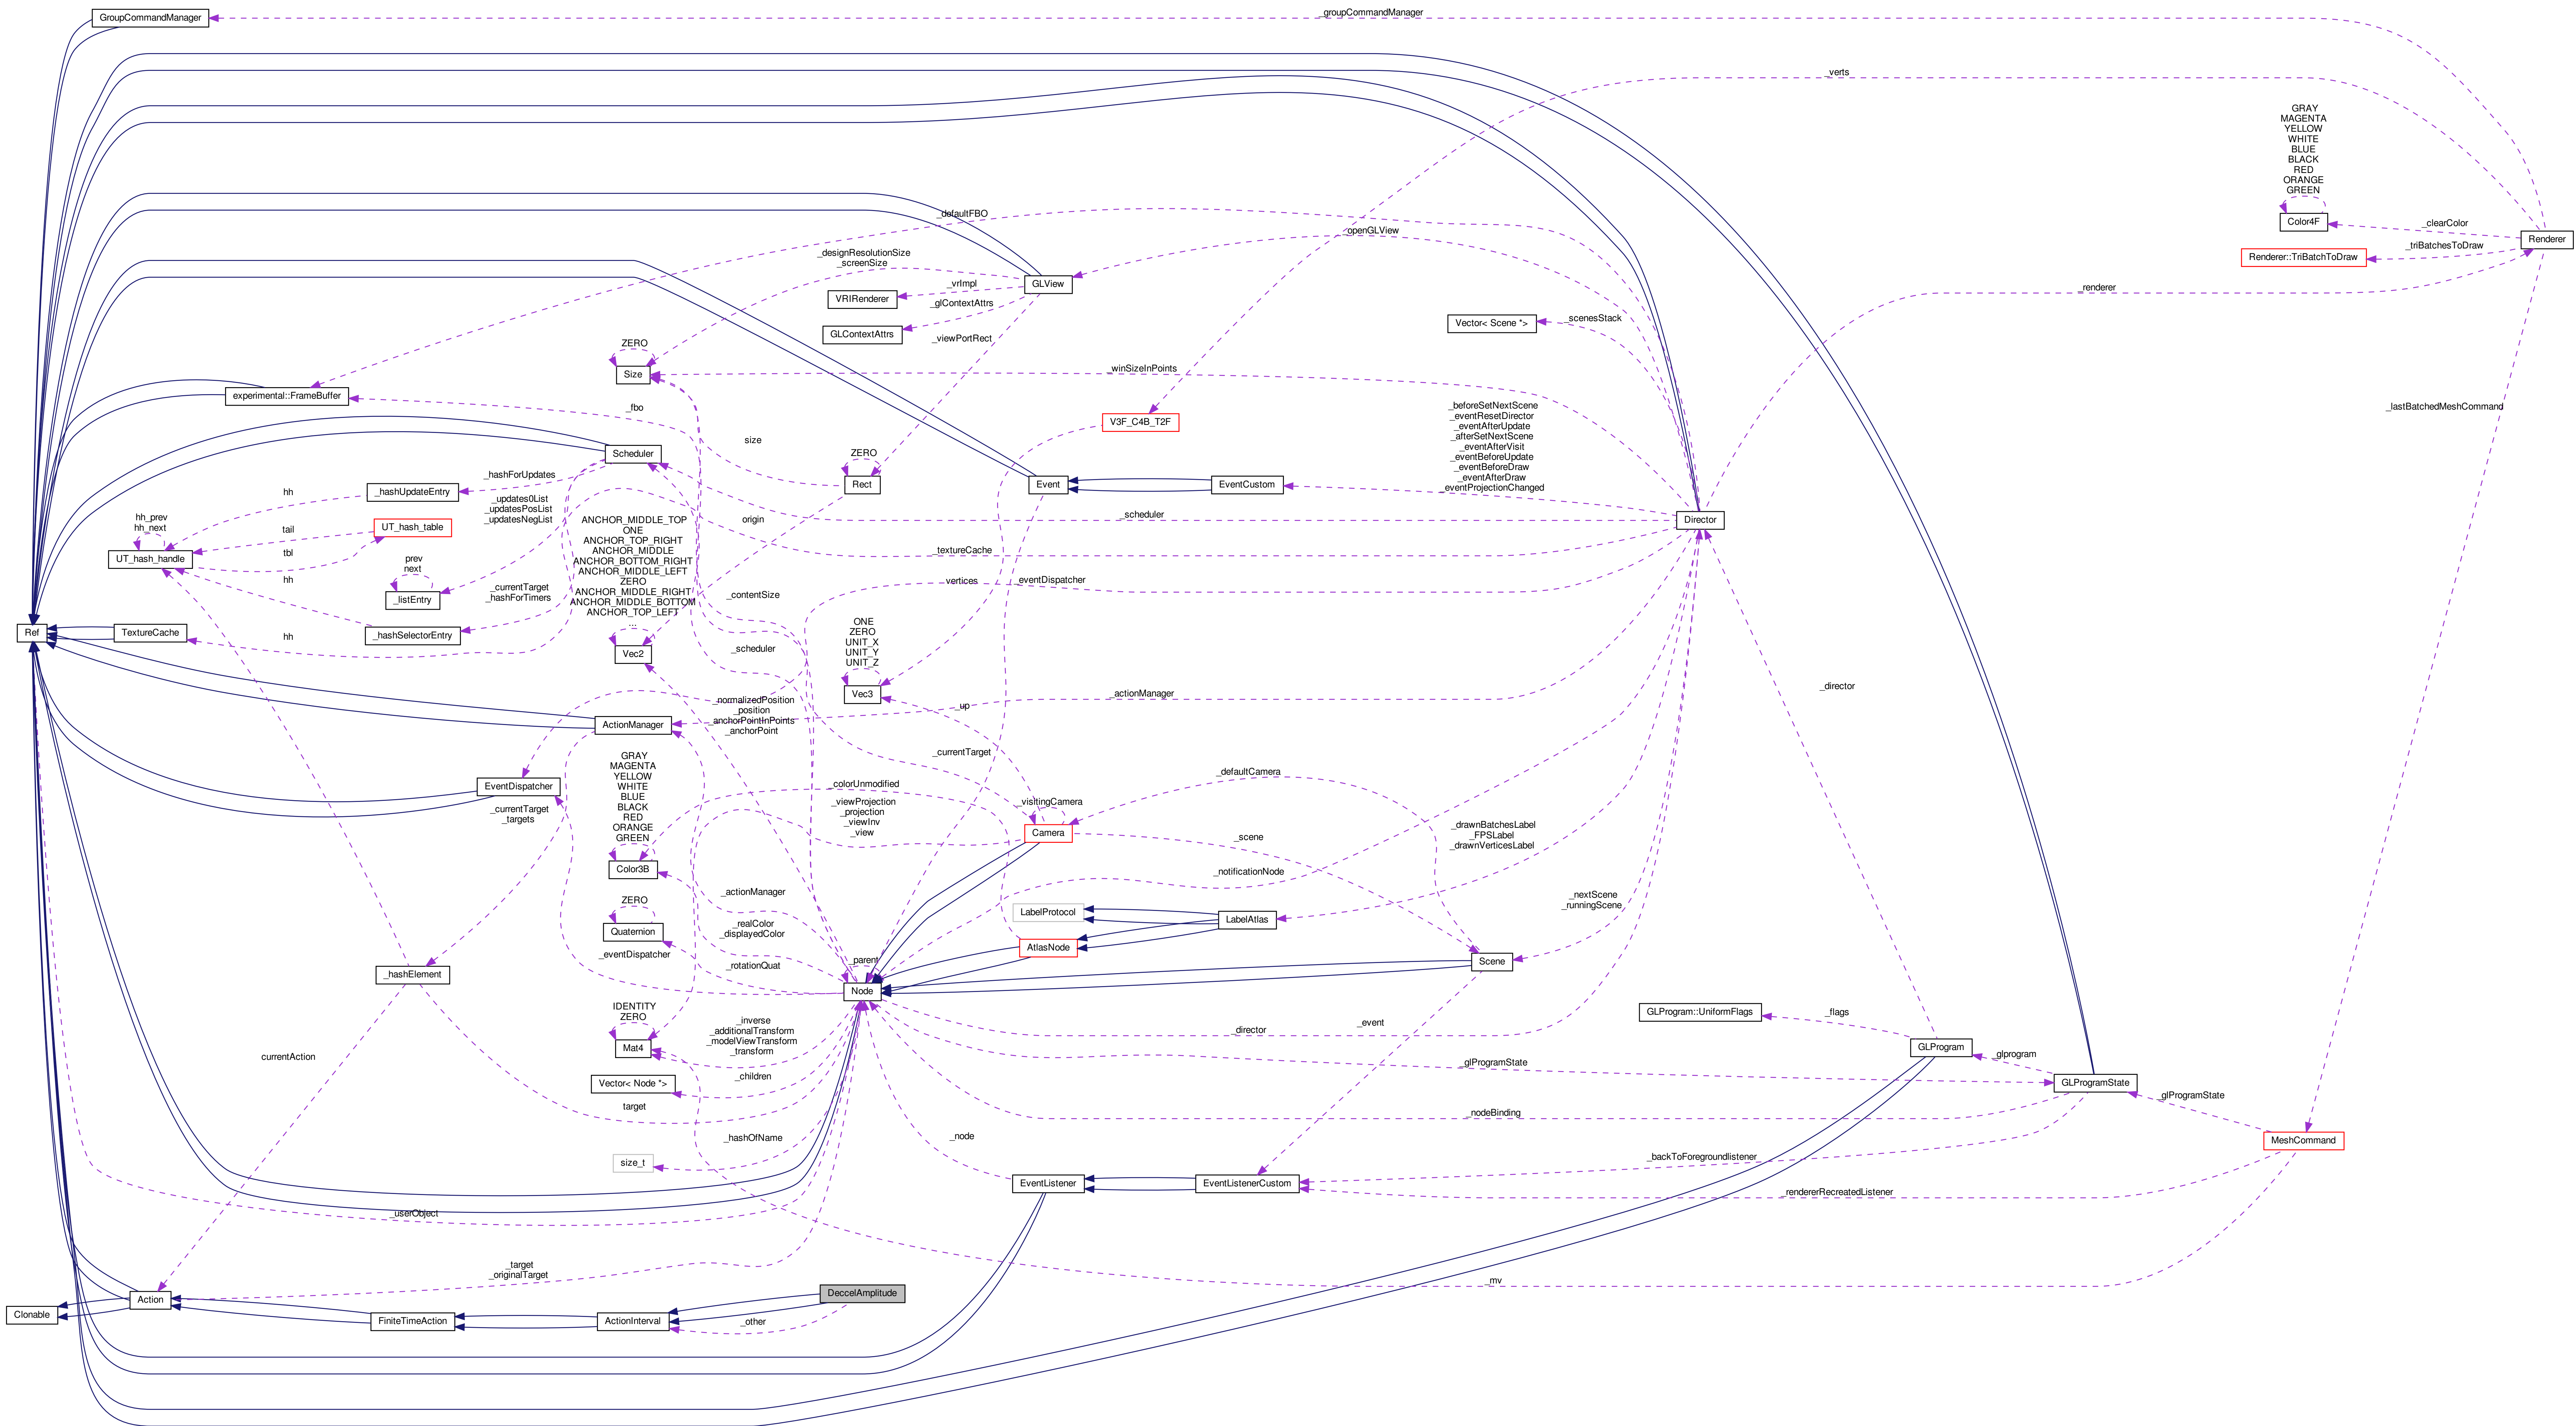 GroupCommandManager
_groupCommandManager
_verts
GRAY
MAGENTA
YELLOW
WHITE
BLUE
BLACK
RED
ORANGE
GREEN
Color4F
_clearColor
Renderer
_triBatchesToDraw
Renderer::TriBatchToDraw
_defaultFBO
_openGLView
_designResolutionSize
_screenSize
GLView
_vrImpl
VRIRenderer
_glContextAttrs
GLContextAttrs
_viewPortRect
_renderer
Vector< Scene *>
_scenesStack
ZERO
Size
_winSizeInPoints
experimental::FrameBuffer
_fbo
_lastBatchedMeshCommand
V3F_C4B_T2F
_beforeSetNextScene
_eventResetDirector
_eventAfterUpdate
_afterSetNextScene
_eventAfterVisit
_eventBeforeUpdate
_eventBeforeDraw
_eventAfterDraw
_eventProjectionChanged
size
Scheduler
ZERO
Rect
Event
EventCustom
_hashForUpdates
_hashUpdateEntry
hh
_updates0List
_updatesPosList
_updatesNegList
hh_prev
hh_next
UT_hash_handle
tail
tbl
UT_hash_table
origin
_scheduler
Director
ANCHOR_MIDDLE_TOP
ONE
ANCHOR_TOP_RIGHT
ANCHOR_MIDDLE
ANCHOR_BOTTOM_RIGHT
ANCHOR_MIDDLE_LEFT
ZERO
ANCHOR_MIDDLE_RIGHT
ANCHOR_MIDDLE_BOTTOM
ANCHOR_TOP_LEFT
...
Vec2
_textureCache
prev
next
_listEntry
hh
_currentTarget
_hashForTimers
_hashSelectorEntry
vertices
_eventDispatcher
_contentSize
Ref
TextureCache
hh
ONE
ZERO
UNIT_X
UNIT_Y
UNIT_Z
Vec3
_scheduler
_director
_normalizedPosition
_position
_anchorPointInPoints
_anchorPoint
_actionManager
_up
ActionManager
_currentTarget
GRAY
MAGENTA
YELLOW
WHITE
BLUE
BLACK
RED
ORANGE
GREEN
Color3B
_defaultCamera
EventDispatcher
_colorUnmodified
_currentTarget
_targets
_viewProjection
_projection
_viewInv
_view
_visitingCamera
Camera
_scene
_drawnBatchesLabel
_FPSLabel
_drawnVerticesLabel
_notificationNode
_actionManager
_nextScene
_runningScene
ZERO
Quaternion
_realColor
_displayedColor
LabelProtocol
LabelAtlas
AtlasNode
_eventDispatcher
_rotationQuat
_parent
Scene
_hashElement
Node
IDENTITY
ZERO
Mat4
_inverse
_additionalTransform
_modelViewTransform
_transform
_director
_event
GLProgram::UniformFlags
_flags
GLProgram
currentAction
_glProgramState
_glprogram
Vector< Node *>
_children
GLProgramState
_glProgramState
target
_nodeBinding
_hashOfName
_node
MeshCommand
size_t
_backToForegroundlistener
EventListener
EventListenerCustom
_rendererRecreatedListener
_userObject
_target
_originalTarget
_mv
DeccelAmplitude
Action
Clonable
FiniteTimeAction
ActionInterval
_other